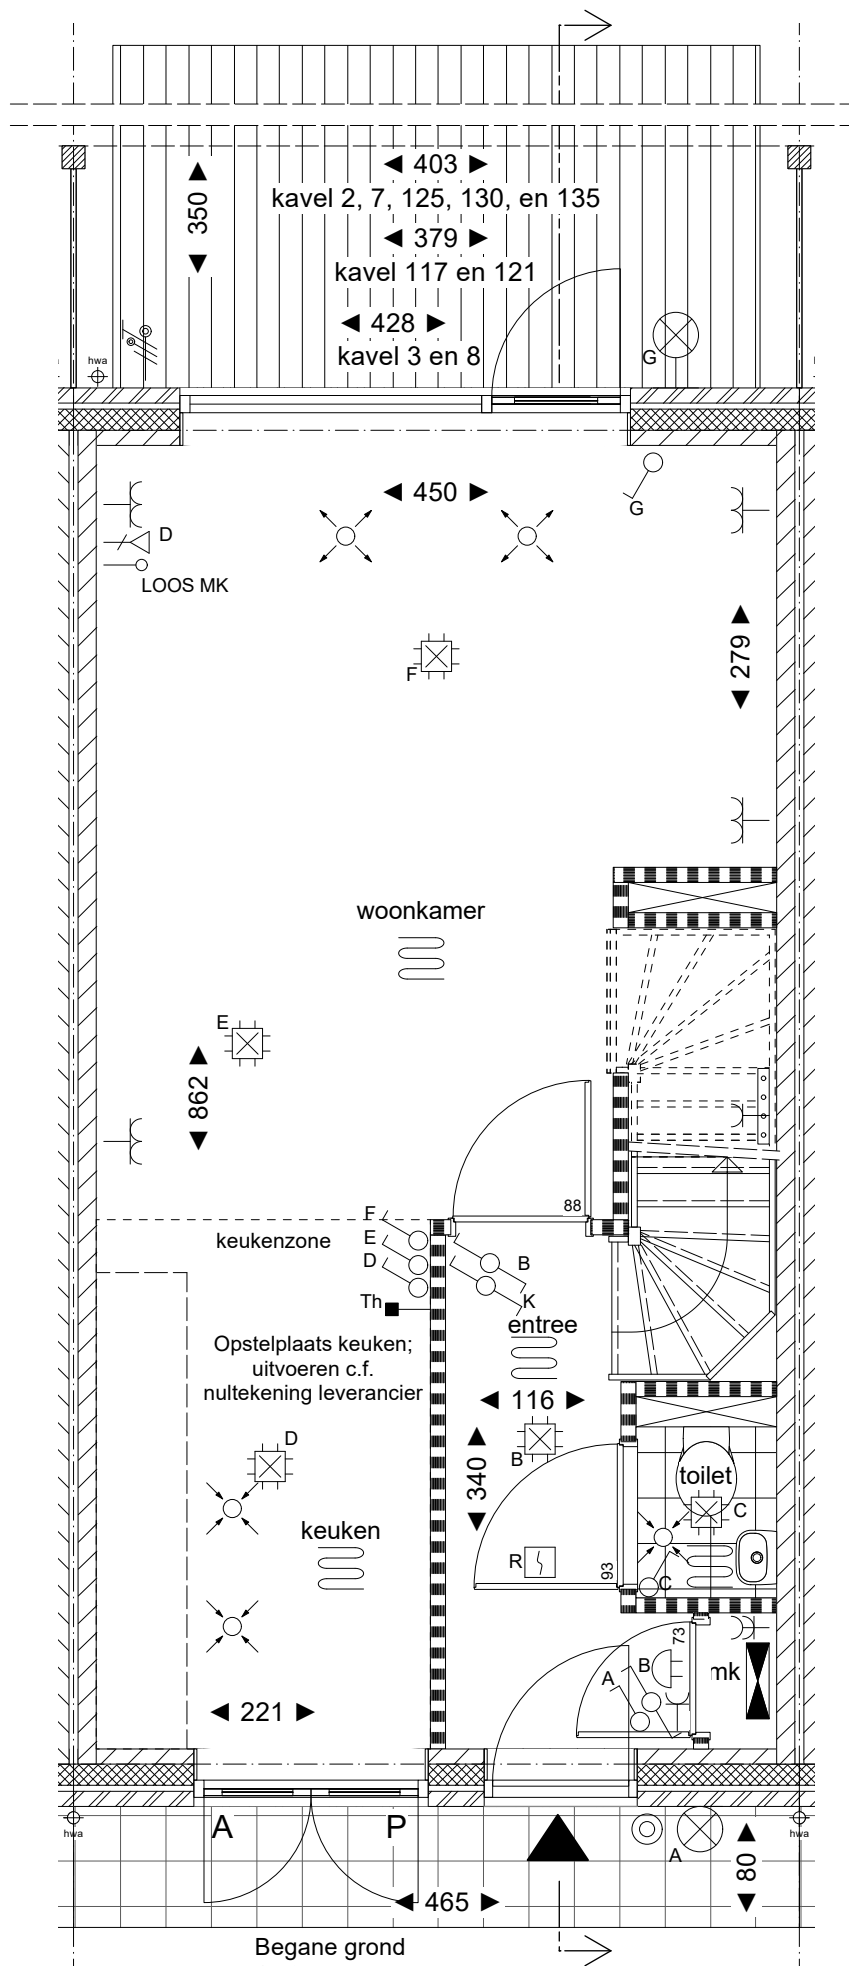 403
350
kavel 2, 7, 125, 130, en 135
379
kavel 117 en 121
428
kavel 3 en 8
G
hwa
450
G
D
LOOS MK
279
F
woonkamer
E
862
88
F
keukenzone
E
B
D
K
Th
entree
Opstelplaats keuken;
uitvoeren c.f.
nultekening leverancier
116
D
B
340
toilet
C
keuken
R
93
C
73
B
mk
A
221
A
P
hwa
A
hwa
80
465
Begane grond